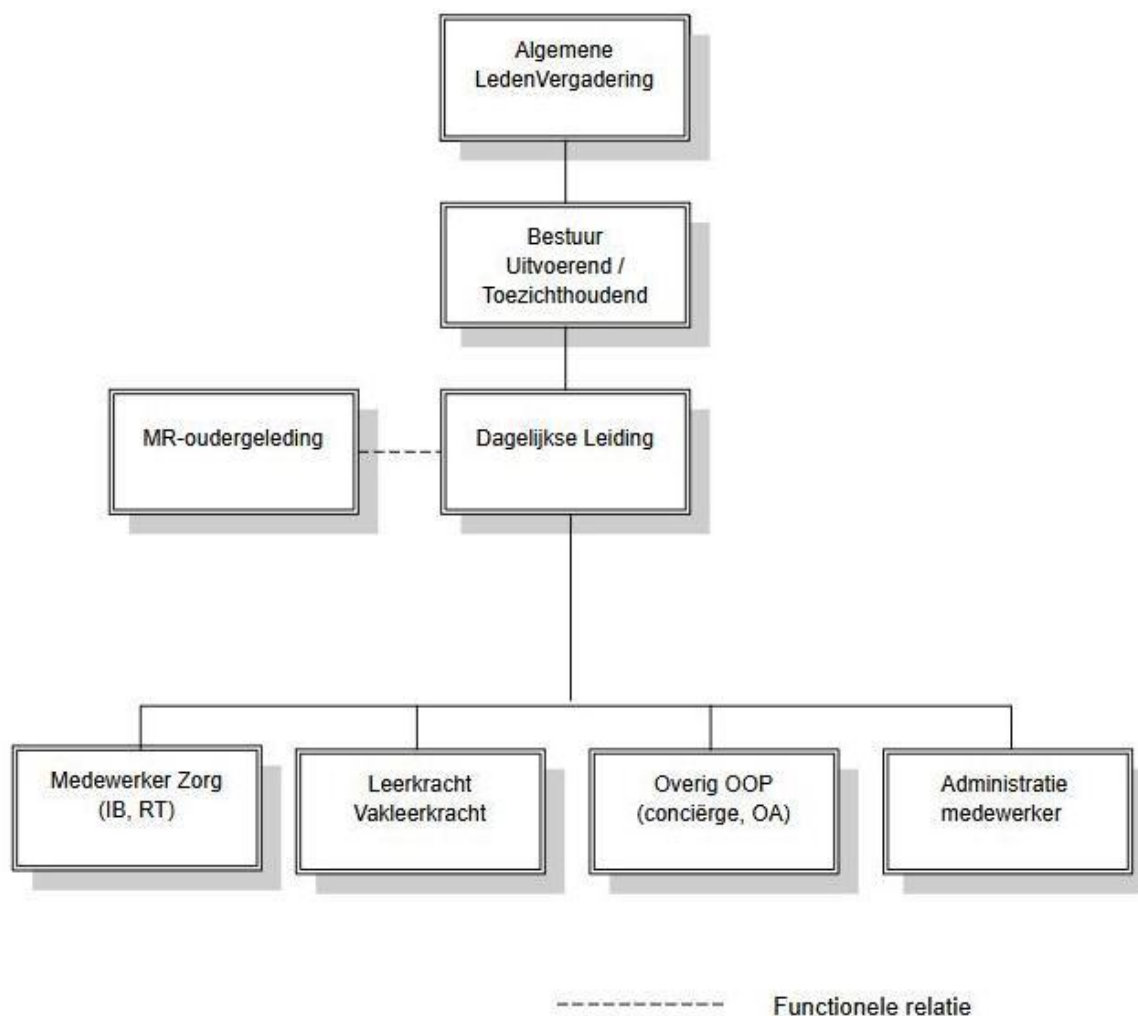 Algemene
LedenVergadering
Bestuur
Uitvoerend /
Toezichthoudend
MR-oudergeleding
Dagelijkse Leiding
Medewerker Zorg
(IB, RT)
Leerkracht
Vakleerkracht
Overig OOP
(conciërge, OA)
Administratie
medewerker
Functionele relatie